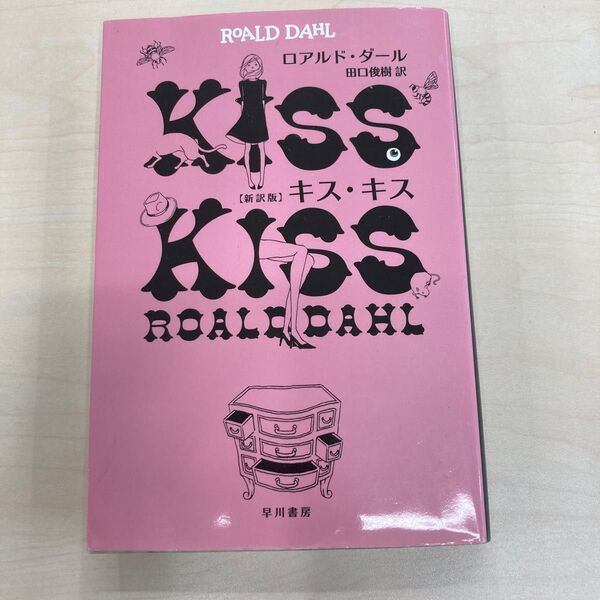 ROALD DAHL
ロアルド・ダール
田口俊樹 訳
KISS
【新訳版】キス・キス
KISS
ROALD DAHL
早川書房